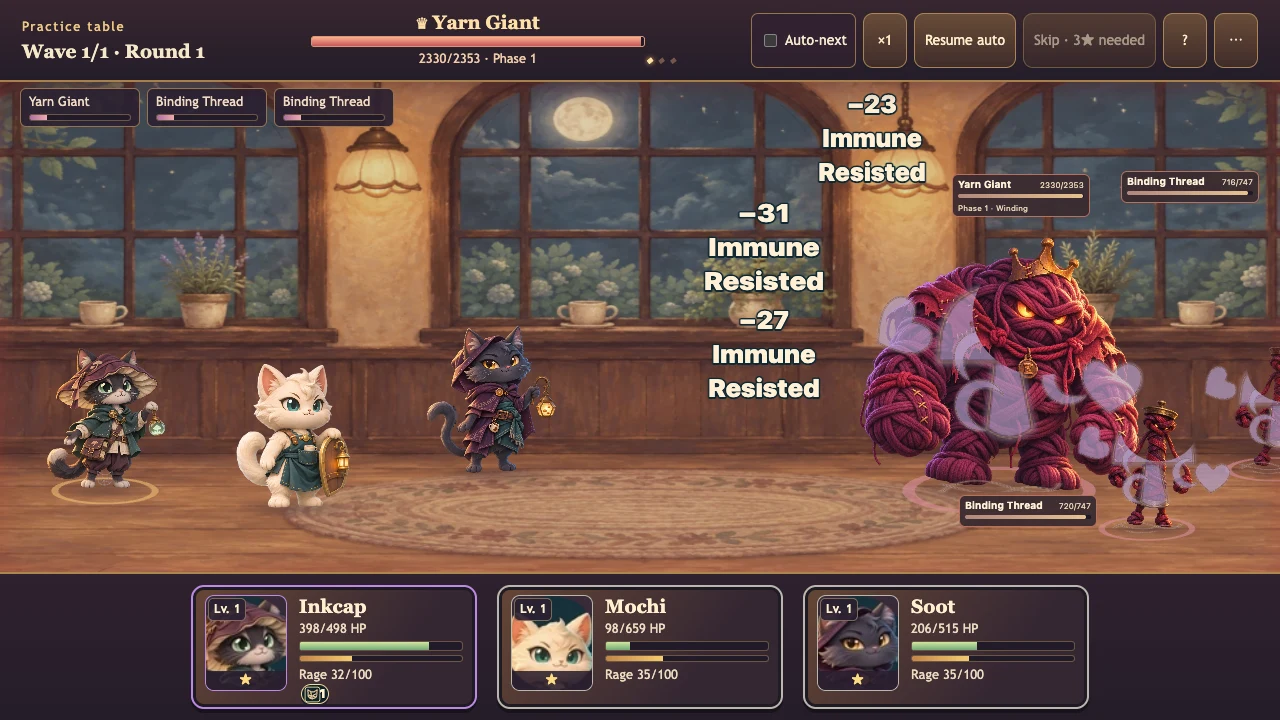 Practice table
Wave 1/1 · Round 1
Yarn Giant
2330/2353 · Phase 1
Auto-next
×1
Resume auto
Skip · 3★ needed
?
...
Yarn Giant
Binding Thread
Binding Thread
−23
Immune
Resisted
−31
Immune
Resisted
−27
Immune
Resisted
Yarn Giant 2330/2353
Phase 1 · Winding
Binding Thread 716/747
Binding Thread 720/747
Lv. 1
Inkcap
398/498 HP
Rage 32/100
1
Lv. 1
Mochi
98/659 HP
Rage 35/100
Lv. 1
Soot
206/515 HP
Rage 35/100